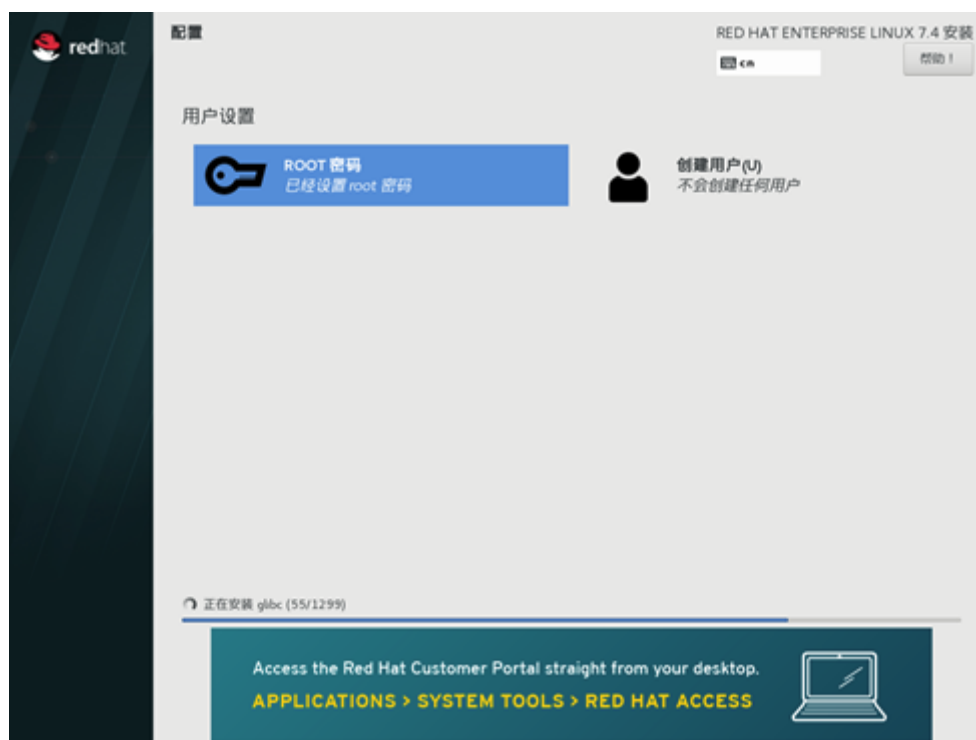 redhat
配置
RED HAT ENTERPRISE LINUX 7.4 安装
cn
帮助！
用户设置
ROOT 密码
已经设置 root 密码
创建用户(U)
不会创建任何用户
正在安装 glibc (55/1299)
Access the Red Hat Customer Portal straight from your desktop.
APPLICATIONS > SYSTEM TOOLS > RED HAT ACCESS